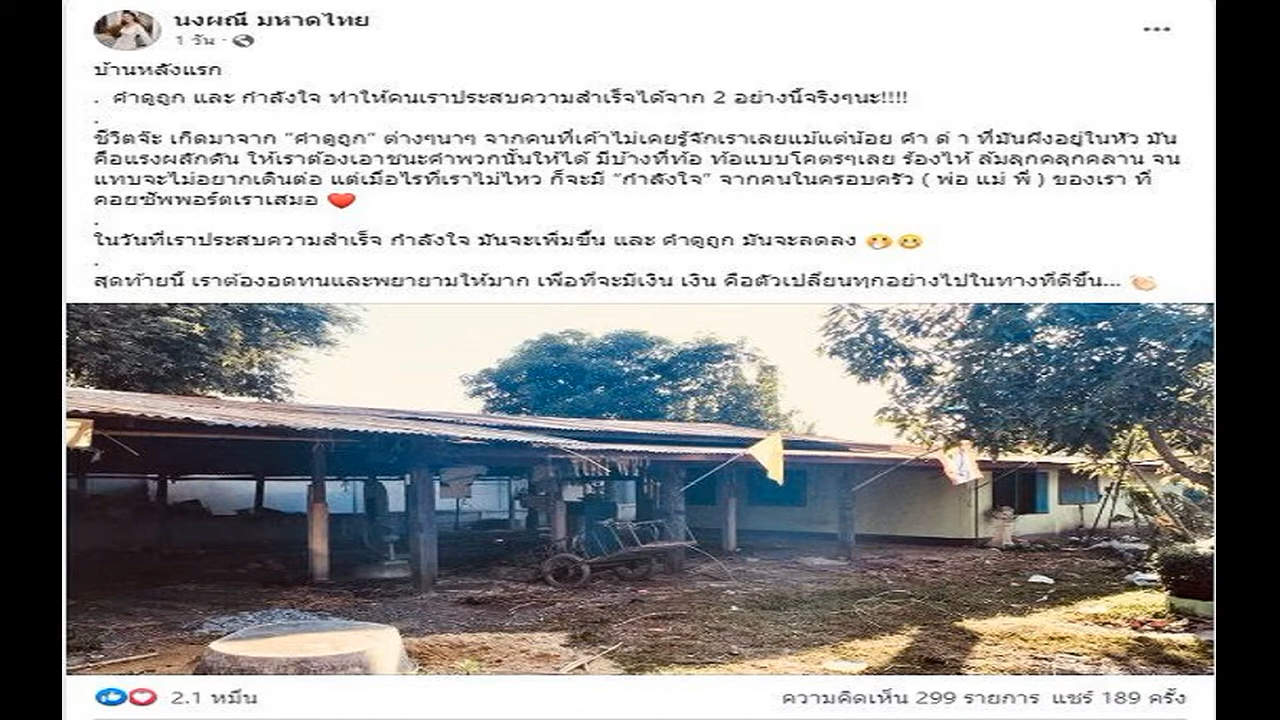 นงผณี มหาดไทย
1 วัน ·
บ้านหลังแรก
. คำดูถูก และ กำลังใจ ทำให้คนเราประสบความสำเร็จได้จาก 2 อย่างนี้จริงๆนะ!!!!
.
ชีวิตจ๊ะ เกิดมาจาก “คำดูถูก” ต่างๆนาๆ จากคนที่เค้าไม่เคยรู้จักเราเลยแม้แต่น้อย คำ ด่ า ที่มันฝังอยู่ในหัว มัน
คือแรงผลักดัน ให้เราต้องเอาชนะคำพวกนั้นให้ได้ มีบ้างที่ท้อ ท้อแบบโคตรๆเลย ร้องไห้ ล้มลุกคลุกคลาน จน
แทบจะไม่อยากเดินต่อ แต่เมื่อไรที่เราไม่ไหว ก็จะมี “กำลังใจ” จากคนในครอบครัว ( พ่อ แม่ พี่ ) ของเรา ที่
คอยซัพพอร์ตเราเสมอ ❤️
.
ในวันที่เราประสบความสำเร็จ กำลังใจ มันจะเพิ่มขึ้น และ คำดูถูก มันจะลดลง
.
สุดท้ายนี้ เราต้องอดทนและพยายามให้มาก เพื่อที่จะมีเงิน เงิน คือตัวเปลี่ยนทุกอย่างไปในทางที่ดีขึ้น...
2.1 หมื่น
ความคิดเห็น 299 รายการ แชร์ 189 ครั้ง